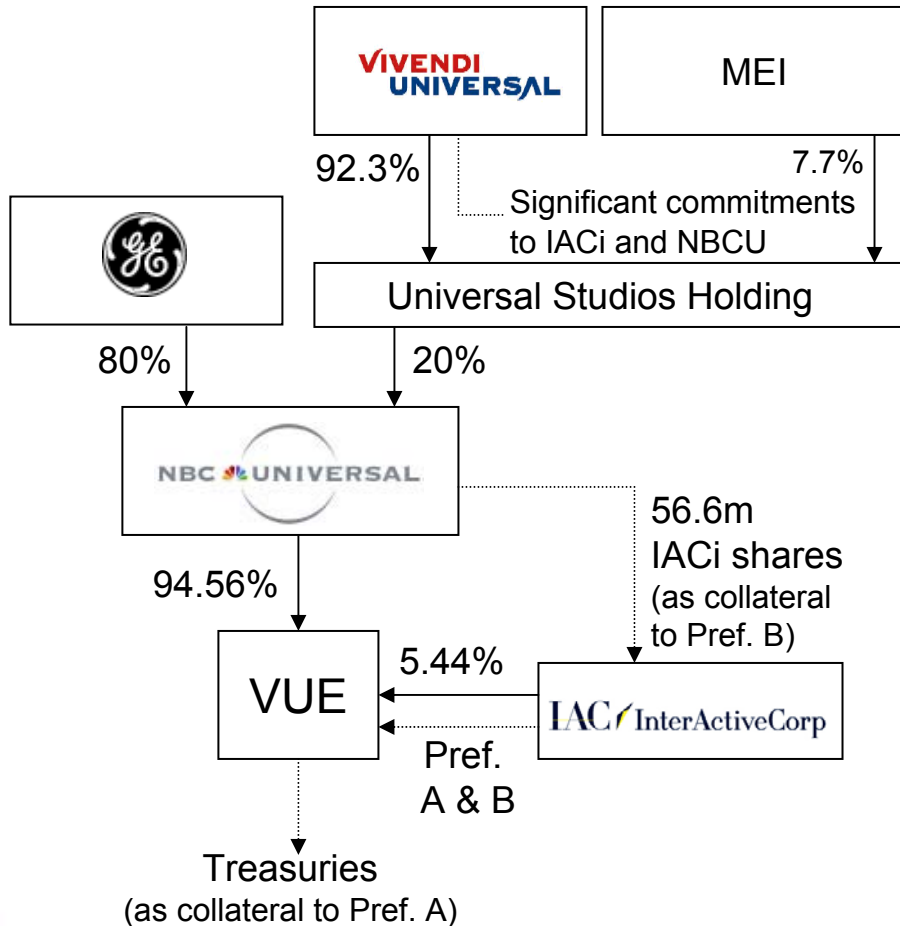 VIVENDI
UNIVERSAL
MEI
92.3%
7.7%
Significant commitments
to IACi and NBCU
GE
Universal Studios Holding
80%
20%
NBC UNIVERSAL
56.6m
IACi shares
(as collateral
to Pref. B)
94.56%
VUE
5.44%
IAC InterActiveCorp
Pref.
A & B
Treasuries
(as collateral to Pref. A)